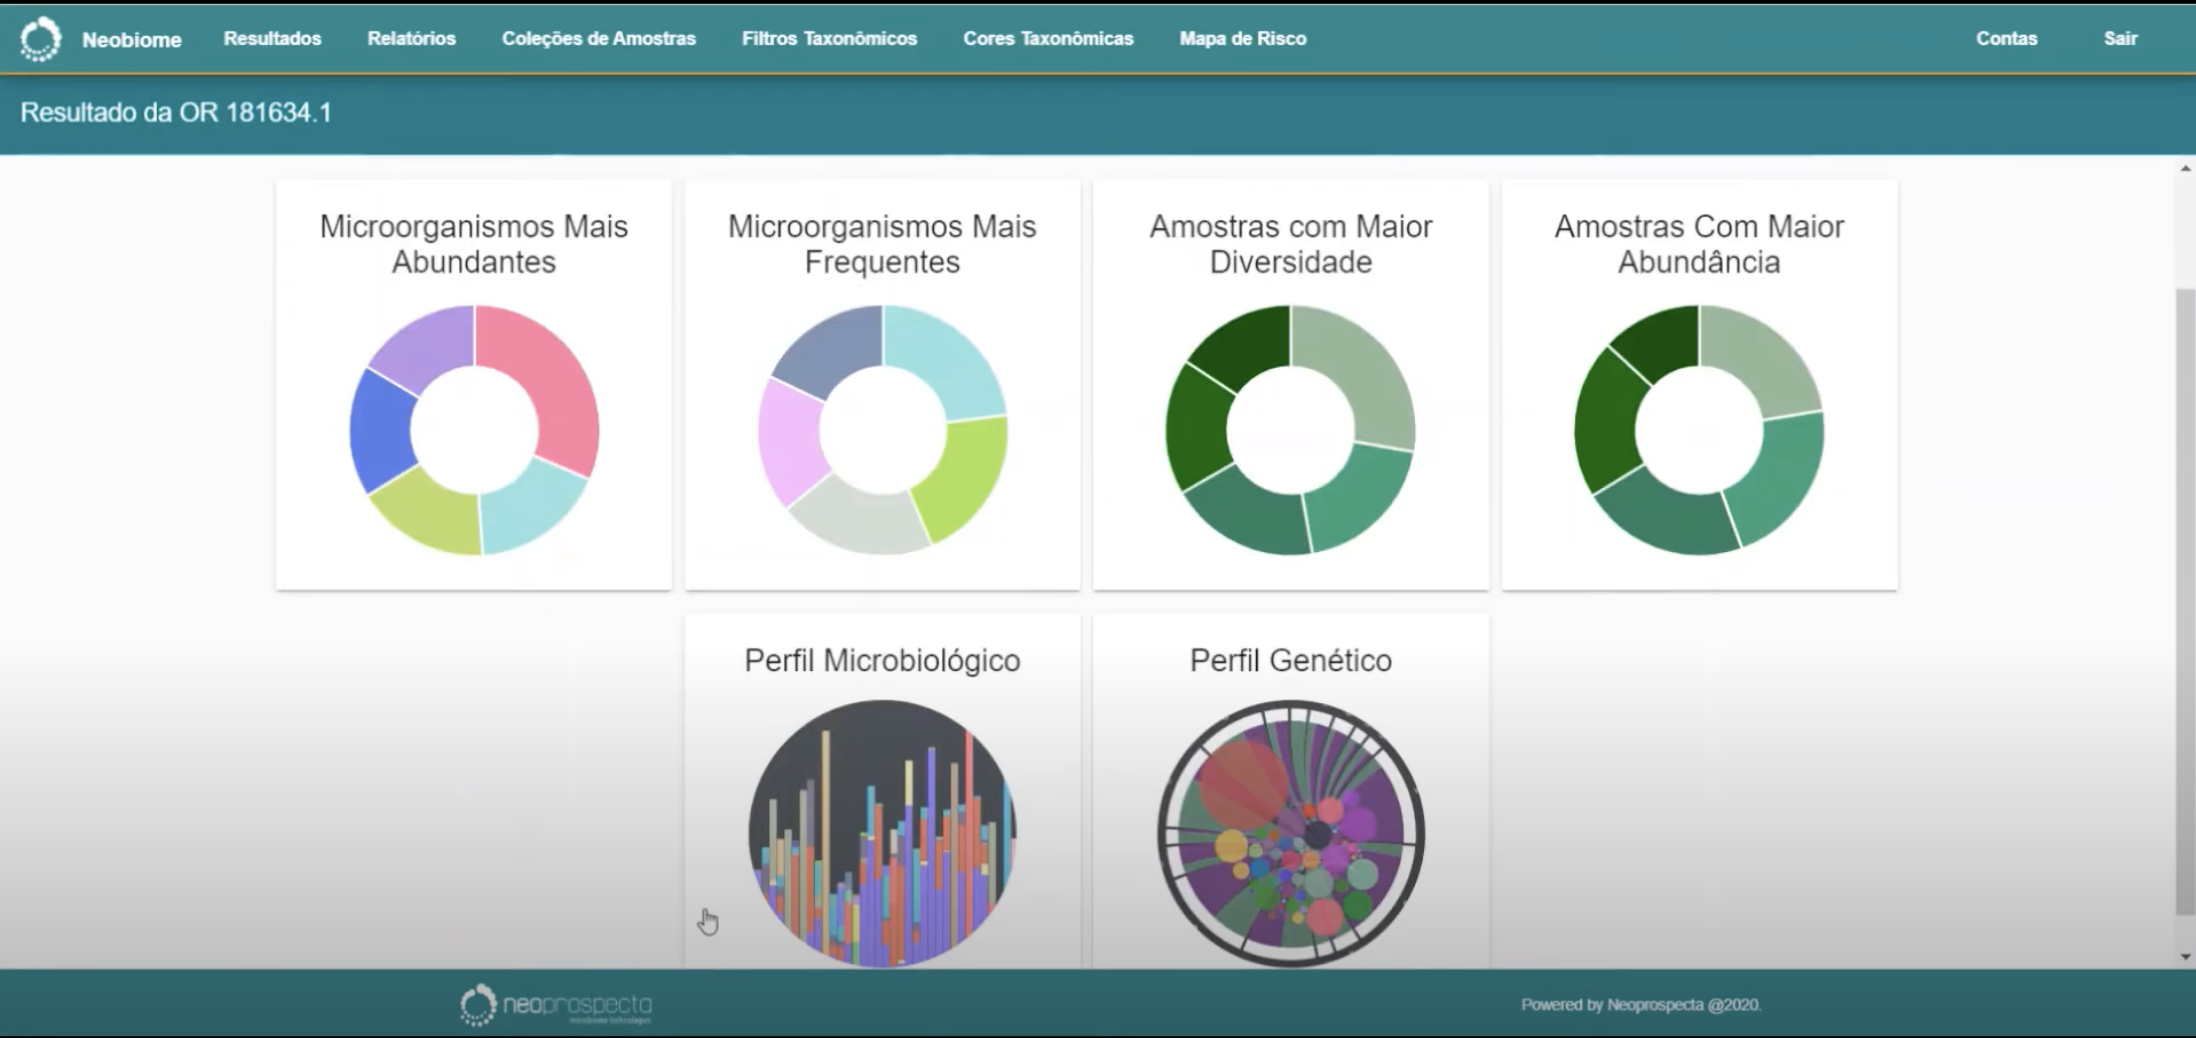 Neobiome Resultados Relatórios Coleções de Amostras Filtros Taxonômicos Cores Taxonômicas Mapa de Risco Contas Sair
Resultado da OR 181634.1
Microorganismos Mais
Abundantes
Microorganismos Mais
Frequentes
Amostras com Maior
Diversidade
Amostras Com Maior
Abundância
Perfil Microbiológico
Perfil Genético
neoprospecta
microbiome technologies
Powered by Neoprospecta @2020.